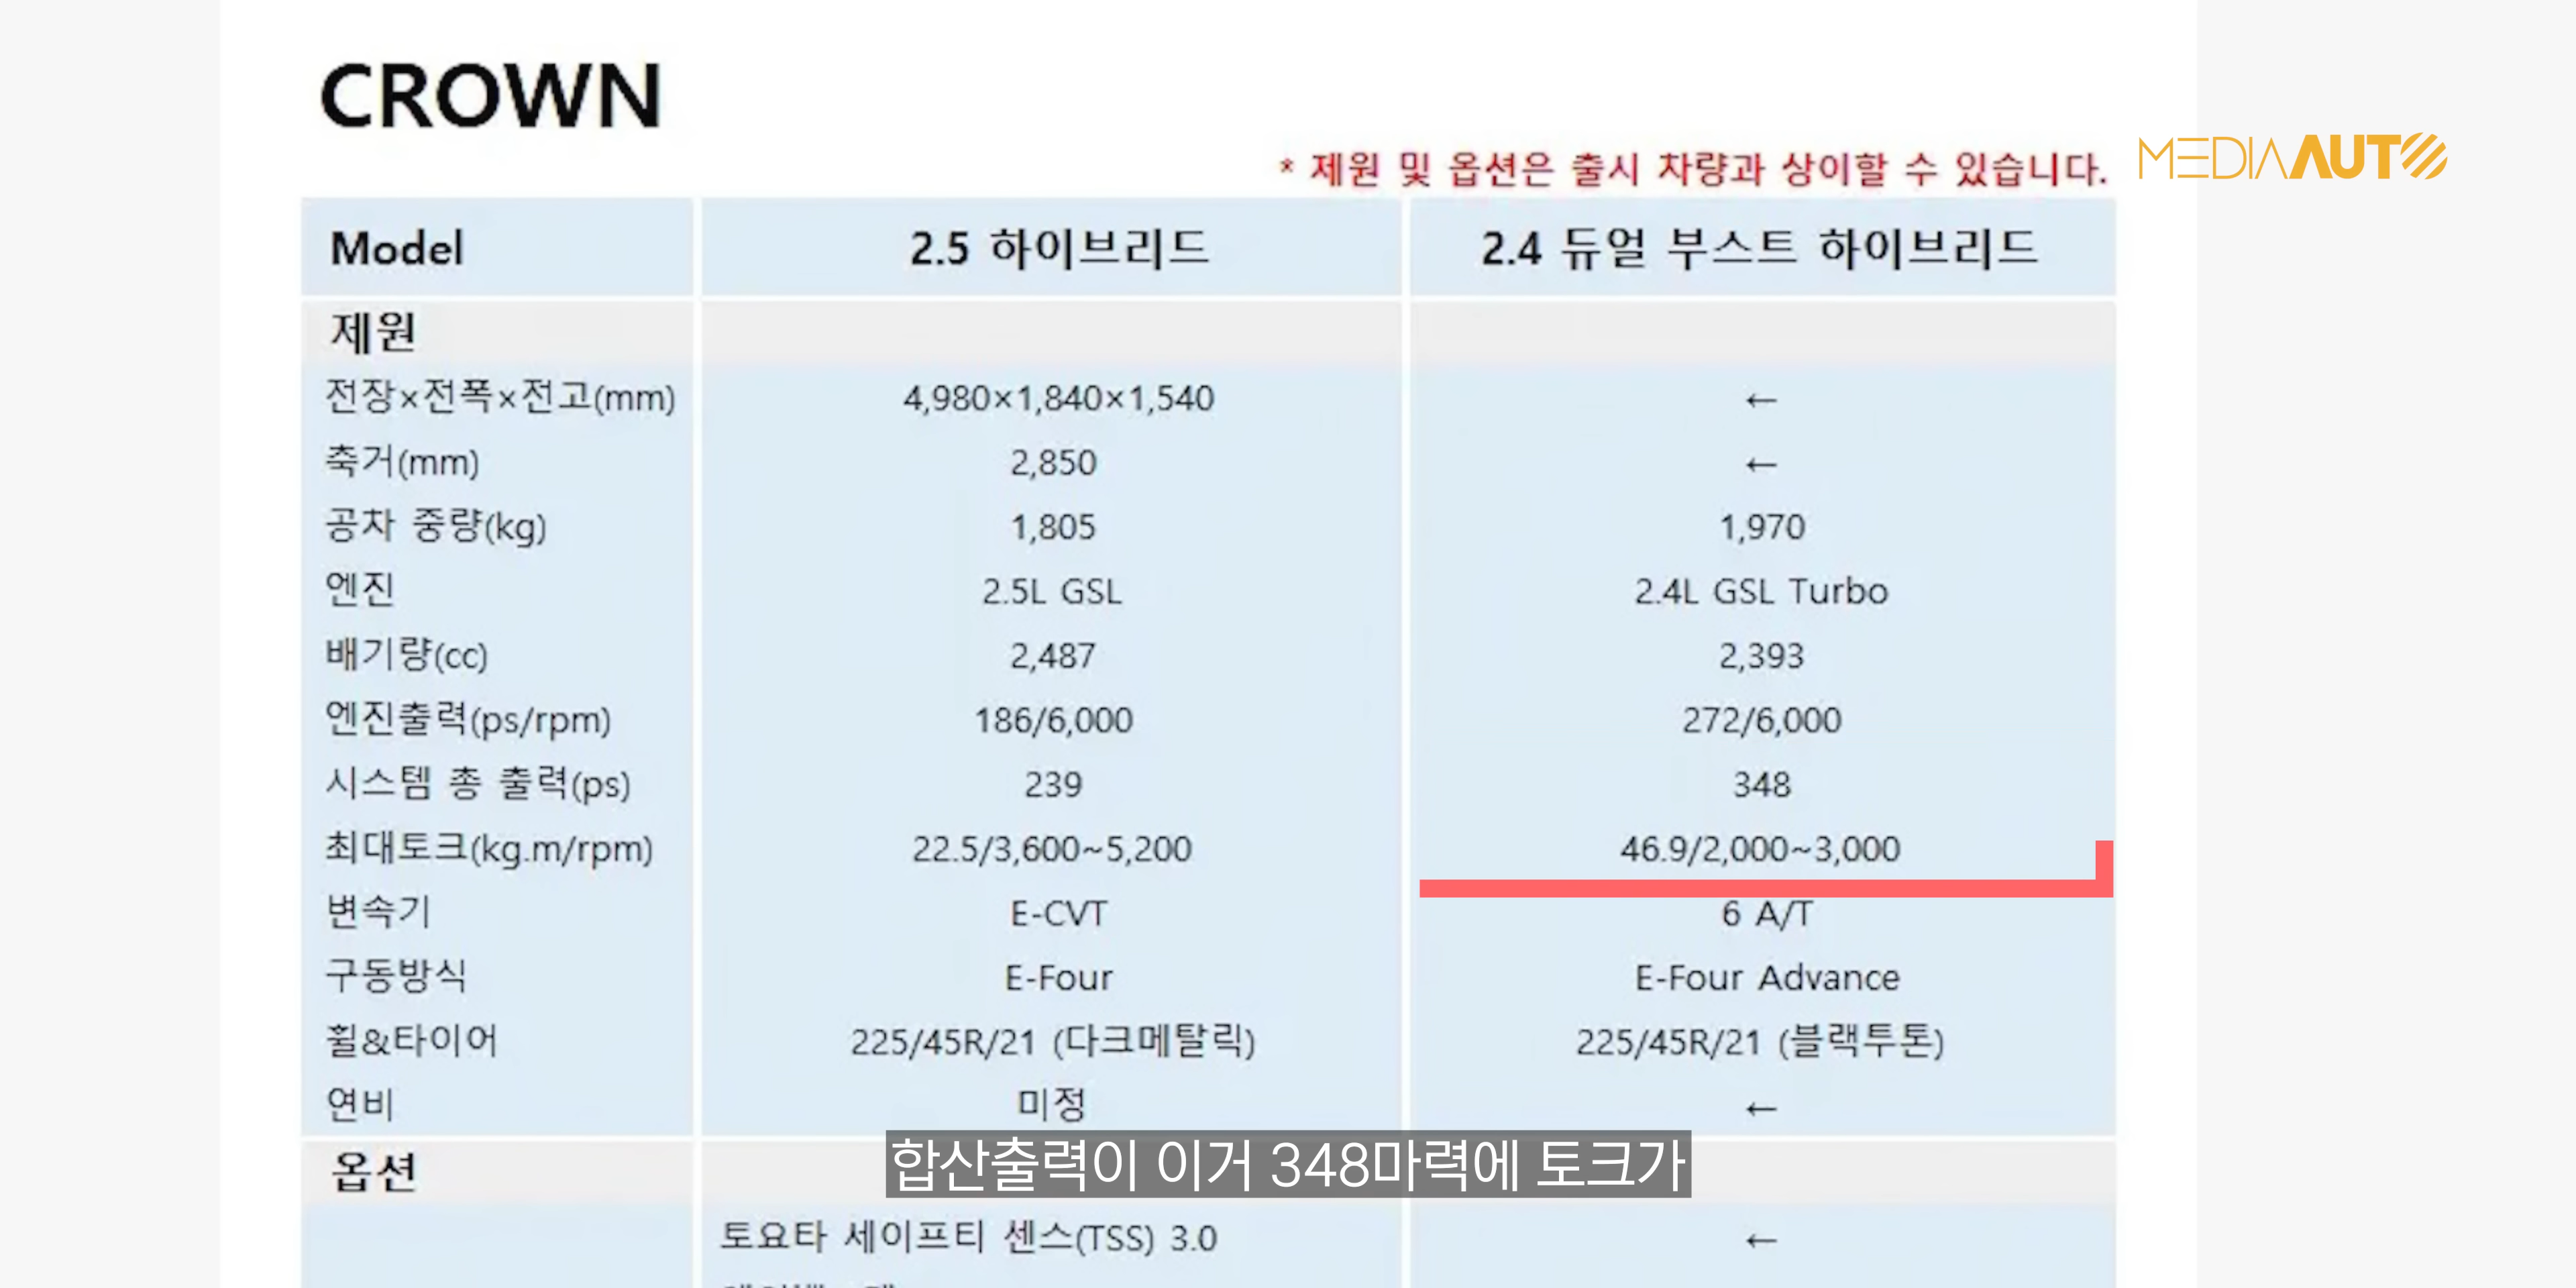 CROWN
* 제원 및 옵션은 출시 차량과 상이할 수 있습니다.
MEDIAAUTO
Model 2.5 하이브리드 2.4 듀얼 부스트 하이브리드
제원
전장×전폭×전고(mm) 4,980×1,840×1,540 ←
축거(mm) 2,850 ←
공차 중량(kg) 1,805 1,970
엔진 2.5L GSL 2.4L GSL Turbo
배기량(cc) 2,487 2,393
엔진출력(ps/rpm) 186/6,000 272/6,000
시스템 총 출력(ps) 239 348
최대토크(kg.m/rpm) 22.5/3,600~5,200 46.9/2,000~3,000
변속기 E-CVT 6 A/T
구동방식 E-Four E-Four Advance
휠&타이어 225/45R/21 (다크메탈릭) 225/45R/21 (블랙투톤)
연비 미정 ←
옵션
합산출력이 이거 348마력에 토크가
토요타 세이프티 센스(TSS) 3.0 ←